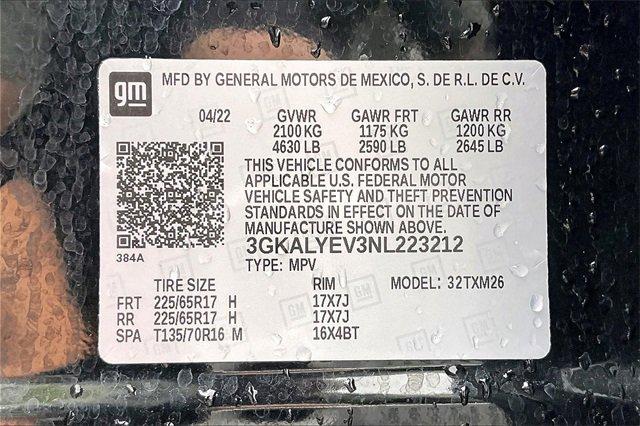 gm MFD BY GENERAL MOTORS DE MEXICO, S. DE R.L. DE C.V.
04/22 GVWR GAWR FRT GAWR RR
2100 KG 1175 KG 1200 KG
4630 LB 2590 LB 2645 LB
THIS VEHICLE CONFORMS TO ALL
APPLICABLE U.S. FEDERAL MOTOR
VEHICLE SAFETY AND THEFT PREVENTION
STANDARDS IN EFFECT ON THE DATE OF
MANUFACTURE SHOWN ABOVE.
3GKALYEV3NL223212
384A TYPE: MPV
TIRE SIZE RIM MODEL: 32TXM26
FRT 225/65R17 H 17X7J
RR 225/65R17 H 17X7J
SPA T135/70R16 M 16X4BT